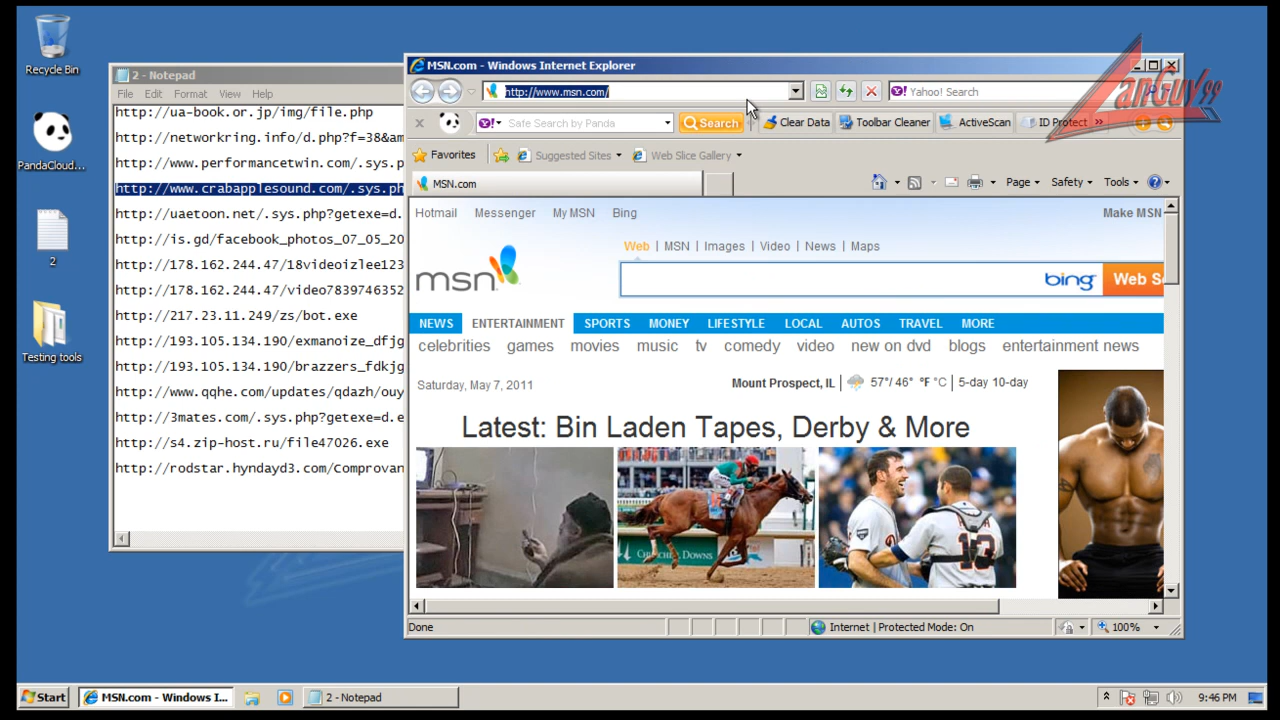 Recycle Bin
PandaCloud...
2
Testing tools
2 - Notepad
File Edit Format View Help
http://ua-book.or.jp/img/file.php
http://networkring.info/d.php?f=38&am
http://www.performancetwin.com/.sys.p
http://www.crabapplesound.com/.sys.ph
http://uaetoon.net/.sys.php?getexe=d.
http://is.gd/facebook_photos_07_05_20
http://178.162.244.47/18videoizlee123
http://178.162.244.47/video7839746352
http://217.23.11.249/zs/bot.exe
http://193.105.134.190/exmanoize_dfjg
http://193.105.134.190/brazzers_fdkjg
http://www.qqhe.com/updates/qdazh/ouy
http://3mates.com/.sys.php?getexe=d.e
http://s4.zip-host.ru/file47026.exe
http://rodstar.hyndayd3.com/Comprovan
MSN.com - Windows Internet Explorer
http://www.msn.com/
Yahoo! Search
LanGuy99
Safe Search by Panda Search Clear Data Toolbar Cleaner ActiveScan ID Protect »
Favorites Suggested Sites Web Slice Gallery
MSN.com
Page Safety Tools
Hotmail Messenger My MSN Bing Make MSN
Web | MSN | Images | Video | News | Maps
msn
bing Web S
NEWS ENTERTAINMENT SPORTS MONEY LIFESTYLE LOCAL AUTOS TRAVEL MORE
celebrities games movies music tv comedy video new on dvd blogs entertainment news
Saturday, May 7, 2011
Mount Prospect, IL | 57°/ 46° °F °C | 5-day 10-day
Latest: Bin Laden Tapes, Derby & More
CHURCHILL DOWNS
13
Done
Internet | Protected Mode: On
100%
Start
MSN.com - Windows I...
2 - Notepad
9:46 PM